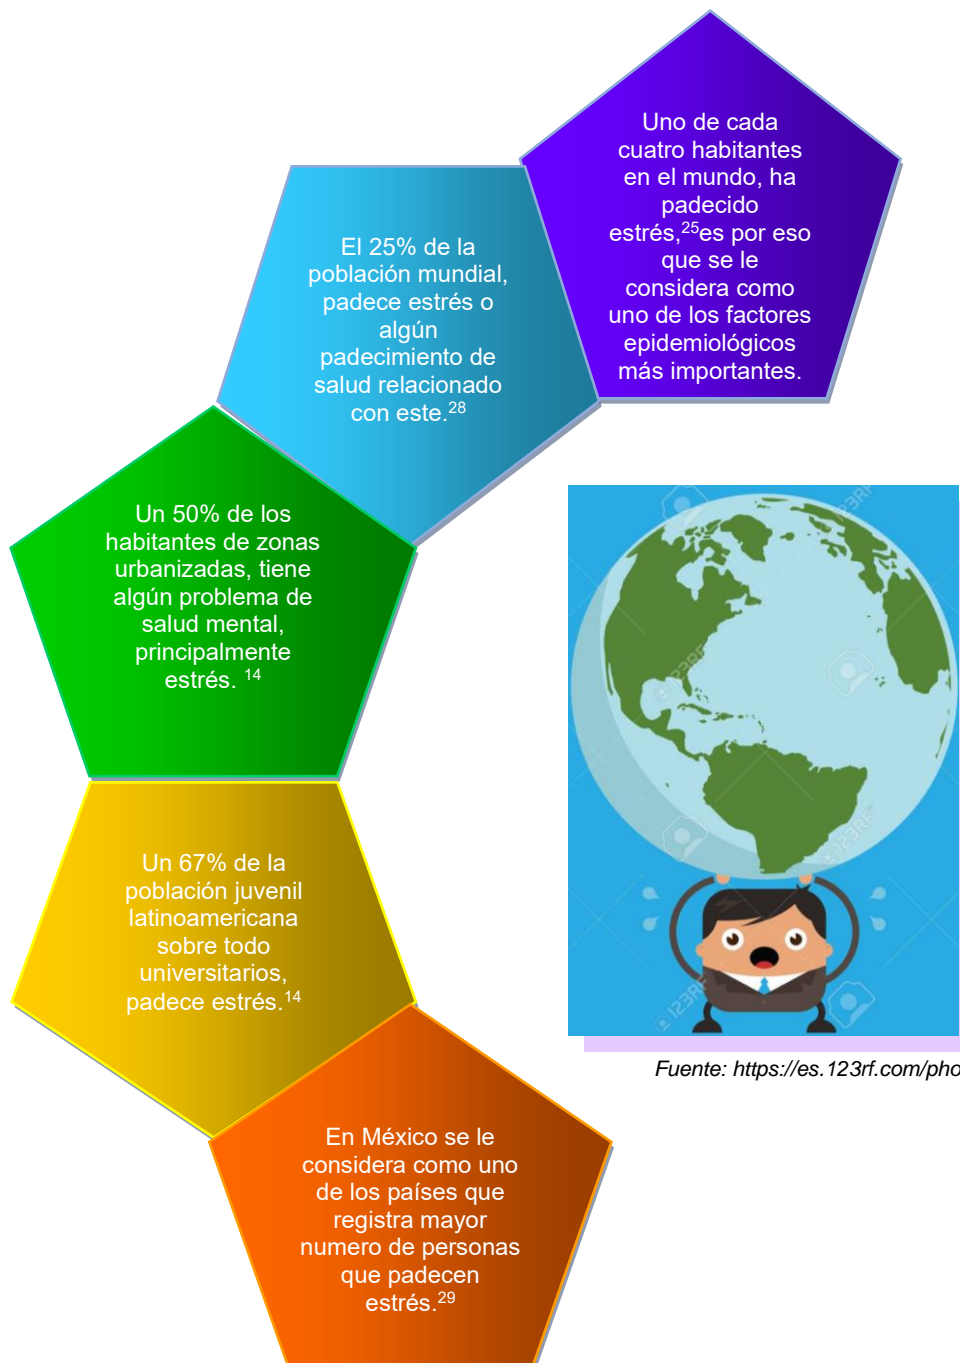 Uno de cada
cuatro habitantes
en el mundo, ha
padecido
estrés,²⁵es por eso
que se le
considera como
uno de los factores
epidemiológicos
más importantes.
El 25% de la
población mundial,
padece estrés o
algún
padecimiento de
salud relacionado
con este.²⁸
Un 50% de los
habitantes de zonas
urbanizadas, tiene
algún problema de
salud mental,
principalmente
estrés. ¹⁴
Un 67% de la
población juvenil
latinoamericana
sobre todo
universitarios,
padece estrés.¹⁴
En México se le
considera como uno
de los países que
registra mayor
numero de personas
que padecen
estrés.²⁹
123RF
123RF
123RF
123RF
123RF
Fuente: https://es.123rf.com/pho